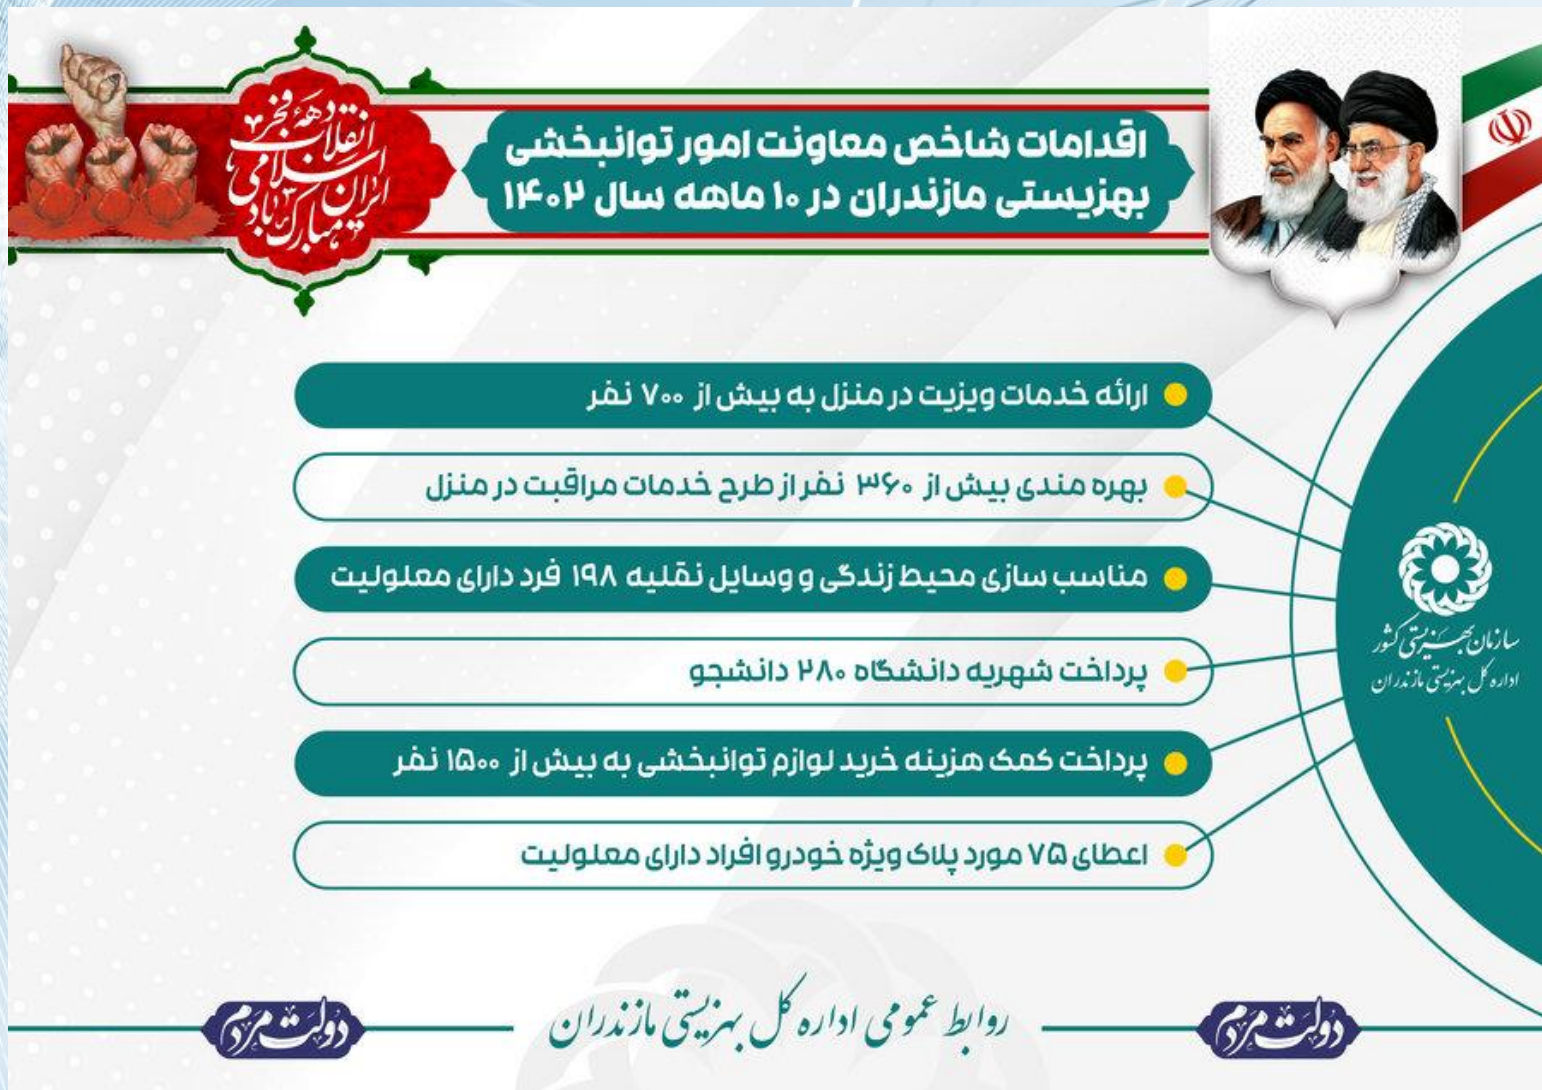 دهه فجر
انقلاب
اسلامی
ایران
مبارک باد
اقدامات شاخص معاونت امور توانبخشی
بهزیستی مازندران در ۱۰ ماهه سال ۱۴۰۲
ارائه خدمات ویزیت در منزل به بیش از ۷۰۰ نفر
بهره مندی بیش از ۳۶۰ نفر از طرح خدمات مراقبت در منزل
مناسب سازی محیط زندگی و وسایل نقلیه ۱۹۸ فرد دارای معلولیت
پرداخت شهریه دانشگاه ۲۸۰ دانشجو
پرداخت کمک هزینه خرید لوازم توانبخشی به بیش از ۱۵۰۰ نفر
اعطای ۷۵ مورد پلاک ویژه خودرو افراد دارای معلولیت
سازمان بهزیستی کشور
اداره کل بهزیستی مازندران
دولت مردم
روابط عمومی اداره کل بهزیستی مازندران
دولت مردم